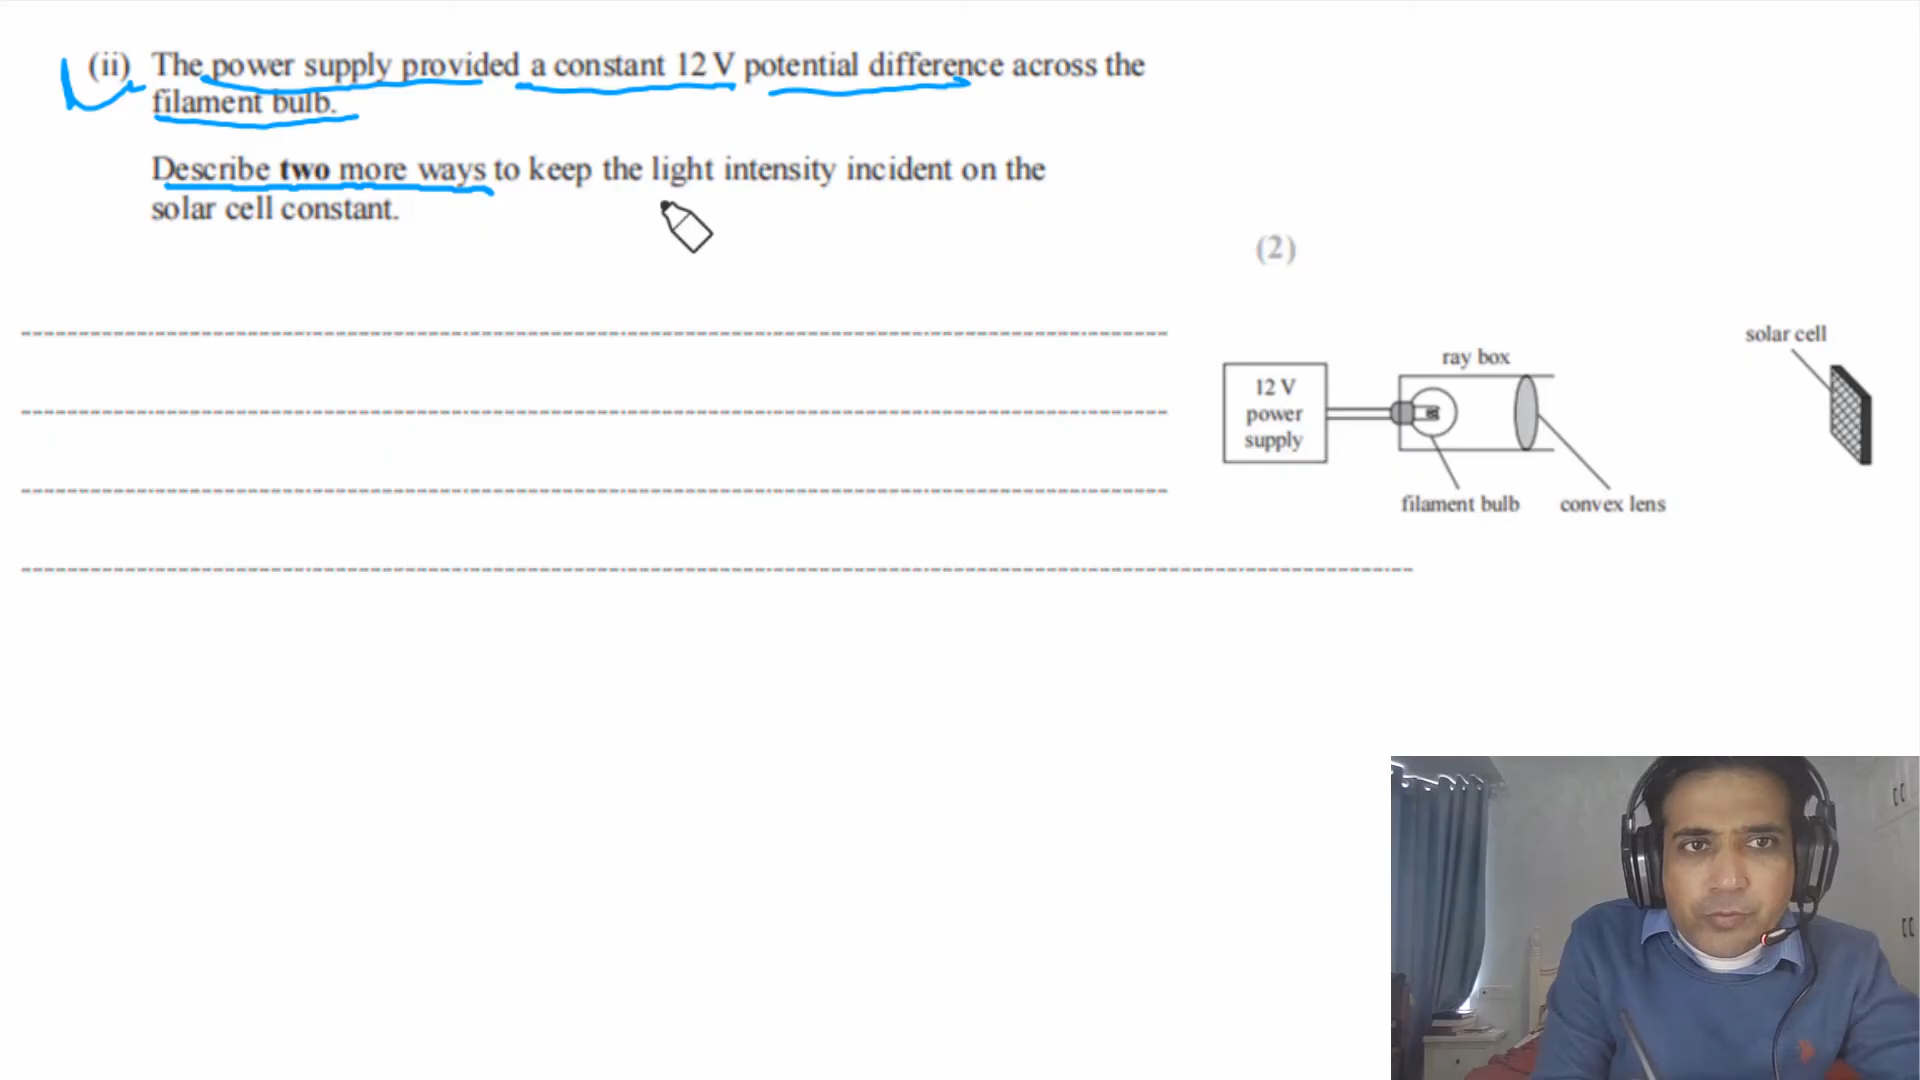 (ii) The power supply provided a constant 12 V potential difference across the
filament bulb.
Describe two more ways to keep the light intensity incident on the
solar cell constant.
(2)
solar cell
ray box
12 V
power
supply
filament bulb
convex lens